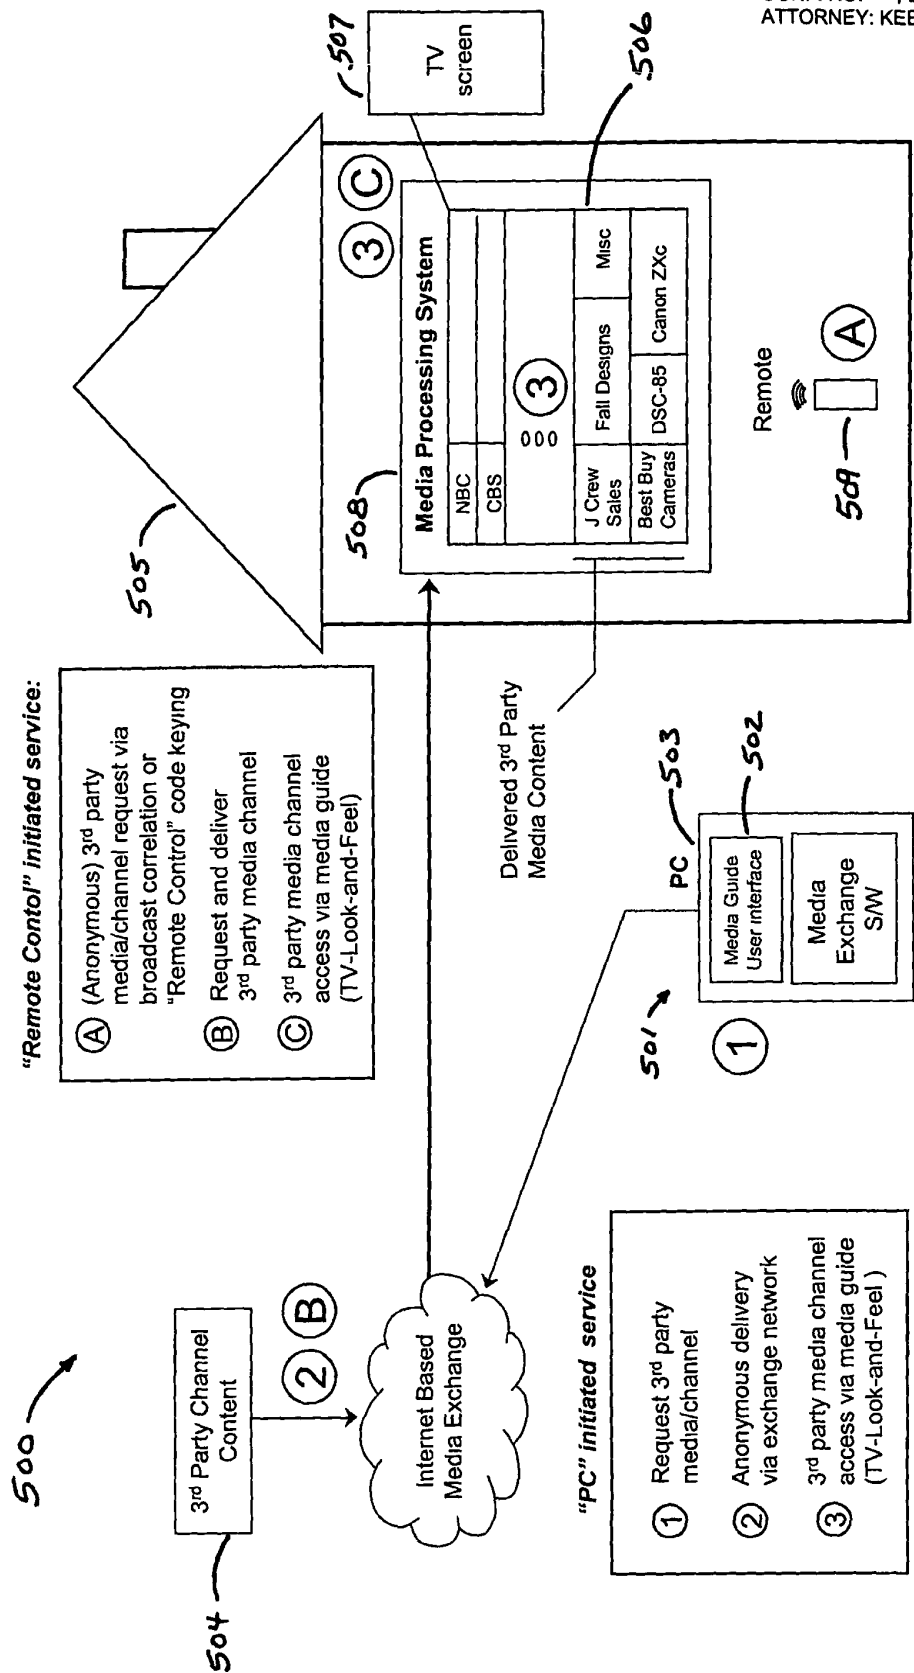 ATTORNEY: KEE
500
504
3rd Party Channel
Content
2
B
Internet Based
Media Exchange
"PC" initiated service
1 Request 3rd party
media/channel
2 Anonymous delivery
via exchange network
3 3rd party media channel
access via media guide
(TV-Look-and-Feel )
"Remote Contol" initiated service:
A (Anonymous) 3rd party
media/channel request via
broadcast correlation or
"Remote Control" code keying
B Request and deliver
3rd party media channel
C 3rd party media channel
access via media guide
(TV-Look-and-Feel)
501
1
PC
503
502
Media Guide
User interface
Media
Exchange
S/W
Delivered 3rd Party
Media Content
505
3
C
508
Media Processing System
NBC
CBS
000
3
J Crew
Sales
Fall Designs
Misc
Best Buy
Cameras
DSC-85
Canon ZXc
507
TV
screen
506
Remote
509
A